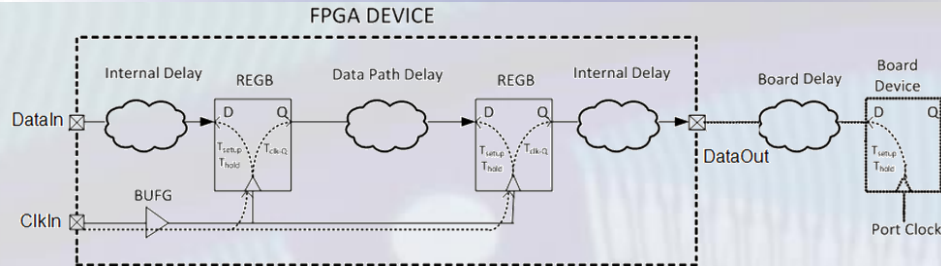 FPGA DEVICE
Internal Delay
REGB
Data Path Delay
REGB
Internal Delay
Board Delay
Board
Device
DataIn
D
Q
D
Q
D
Q
Tsetup
Thold
Tclk-Q
Tsetup
Thold
Tclk-Q
Tsetup
Thold
DataOut
BUFG
ClkIn
Port Clock